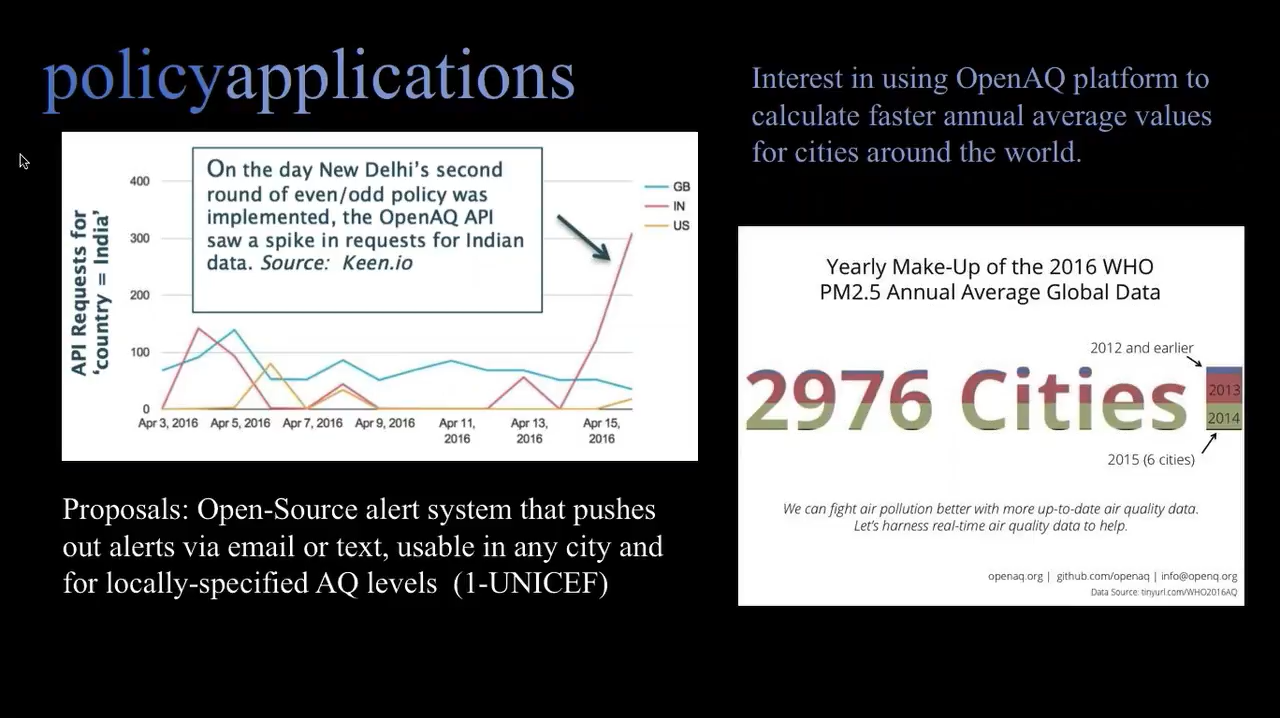 policyapplications
Interest in using OpenAQ platform to
calculate faster annual average values
for cities around the world.
On the day New Delhi's second
round of even/odd policy was
implemented, the OpenAQ API
saw a spike in requests for Indian
data. Source: Keen.io
API Requests for
'country = India'
400
300
200
100
0
GB
IN
US
Apr 3, 2016
Apr 5, 2016
Apr 7, 2016
Apr 9, 2016
Apr 11,
2016
Apr 13,
2016
Apr 15,
2016
Yearly Make-Up of the 2016 WHO
PM2.5 Annual Average Global Data
2012 and earlier
2976 Cities
2013
2014
2015 (6 cities)
We can fight air pollution better with more up-to-date air quality data.
Let's harness real-time air quality data to help.
openaq.org | github.com/openaq | info@openq.org
Data Source: tinyurl.com/WHO2016AQ
Proposals: Open-Source alert system that pushes
out alerts via email or text, usable in any city and
for locally-specified AQ levels (1-UNICEF)